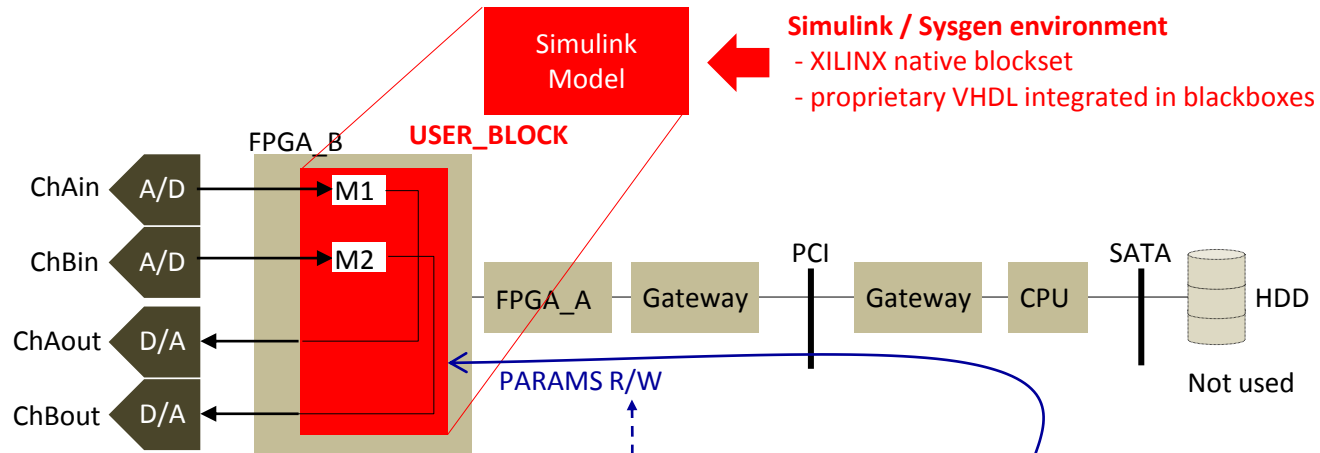 Simulink
Model
Simulink / Sysgen environment
- XILINX native blockset
- proprietary VHDL integrated in blackboxes
USER_BLOCK
FPGA_B
ChAin
A/D
M1
ChBin
A/D
M2
PCI
SATA
FPGA_A
Gateway
Gateway
CPU
HDD
ChAout
D/A
PARAMS R/W
Not used
ChBout
D/A